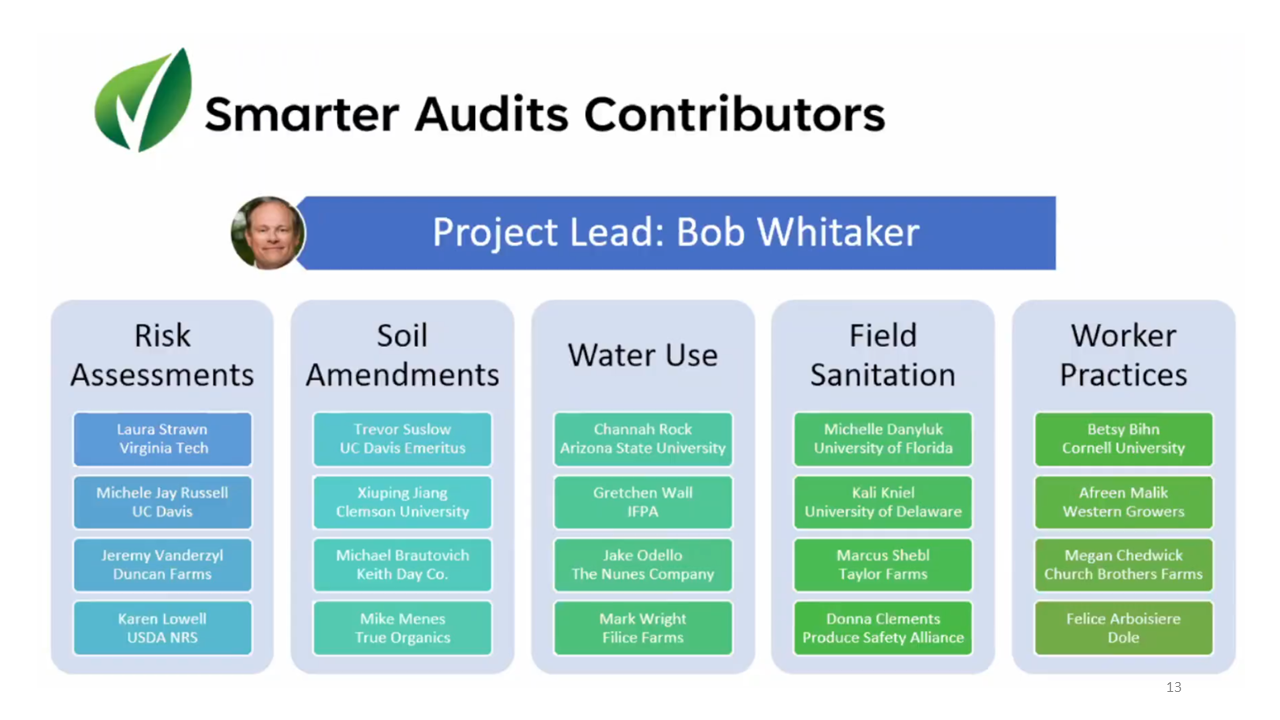 Smarter Audits Contributors
Project Lead: Bob Whitaker
Risk
Assessments
Laura Strawn
Virginia Tech
Michele Jay Russell
UC Davis
Jeremy Vanderzyl
Duncan Farms
Karen Lowell
USDA NRS
Soil
Amendments
Trevor Suslow
UC Davis Emeritus
Xiuping Jiang
Clemson University
Michael Brautovich
Keith Day Co.
Mike Menes
True Organics
Water Use
Channah Rock
Arizona State University
Gretchen Wall
IFPA
Jake Odello
The Nunes Company
Mark Wright
Filice Farms
Field
Sanitation
Michelle Danyluk
University of Florida
Kali Kniel
University of Delaware
Marcus Shebl
Taylor Farms
Donna Clements
Produce Safety Alliance
Worker
Practices
Betsy Bihn
Cornell University
Afreen Malik
Western Growers
Megan Chedwick
Church Brothers Farms
Felice Arboisiere
Dole
13